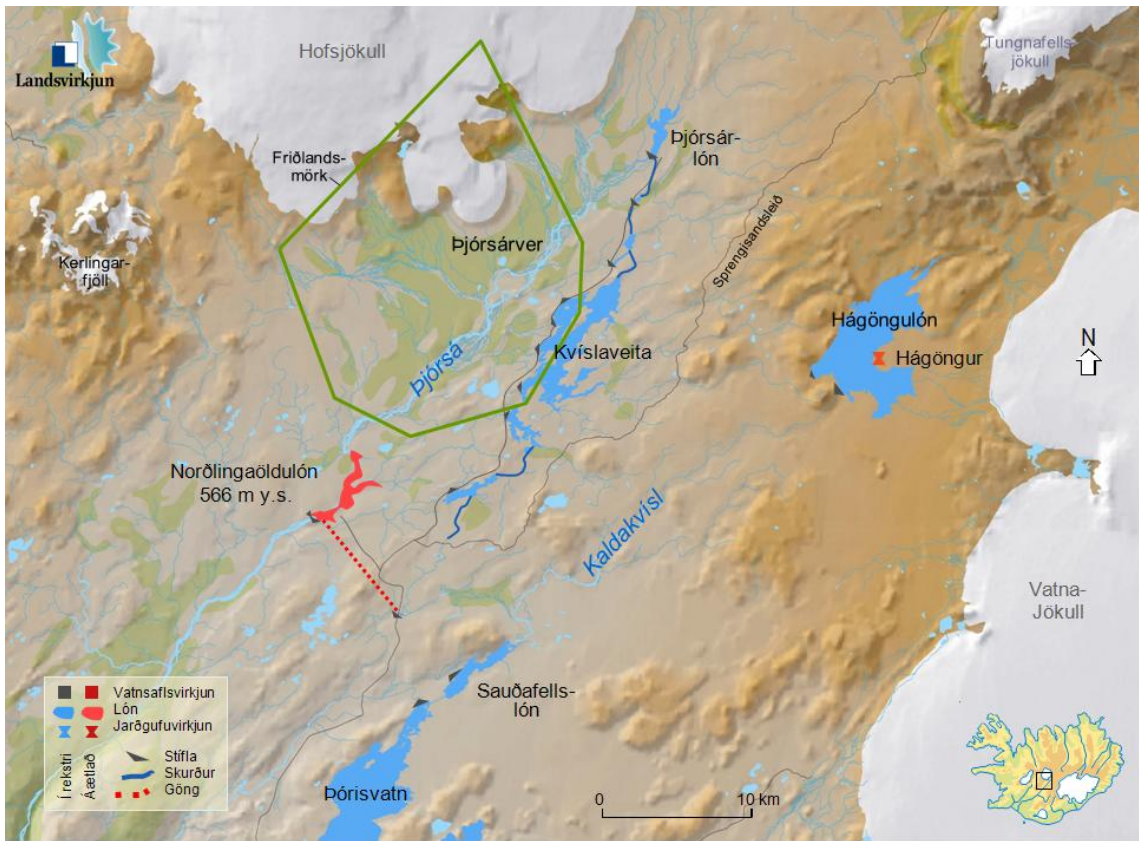 Landsvirkjun
Hofsjökull
Tungnafells-
jökull
Þjórsár-
lón
Friðlands-
mörk
Þjórsárver
Sprengisandsleið
Kerlingar-
fjöll
Þjórsá
Kvíslaveita
Hágöngulón
Hágöngur
N
Norðlingaöldulón
566 m y.s.
Kaldakvísl
Vatna-
Jökull
Sauðafells-
lón
Þórisvatn
Vatnsaflsvirkjun
Lón
Jarðgufuvirkjun
Stífla
Skurður
Göng
Í rekstri
Áætlað
0 10 km